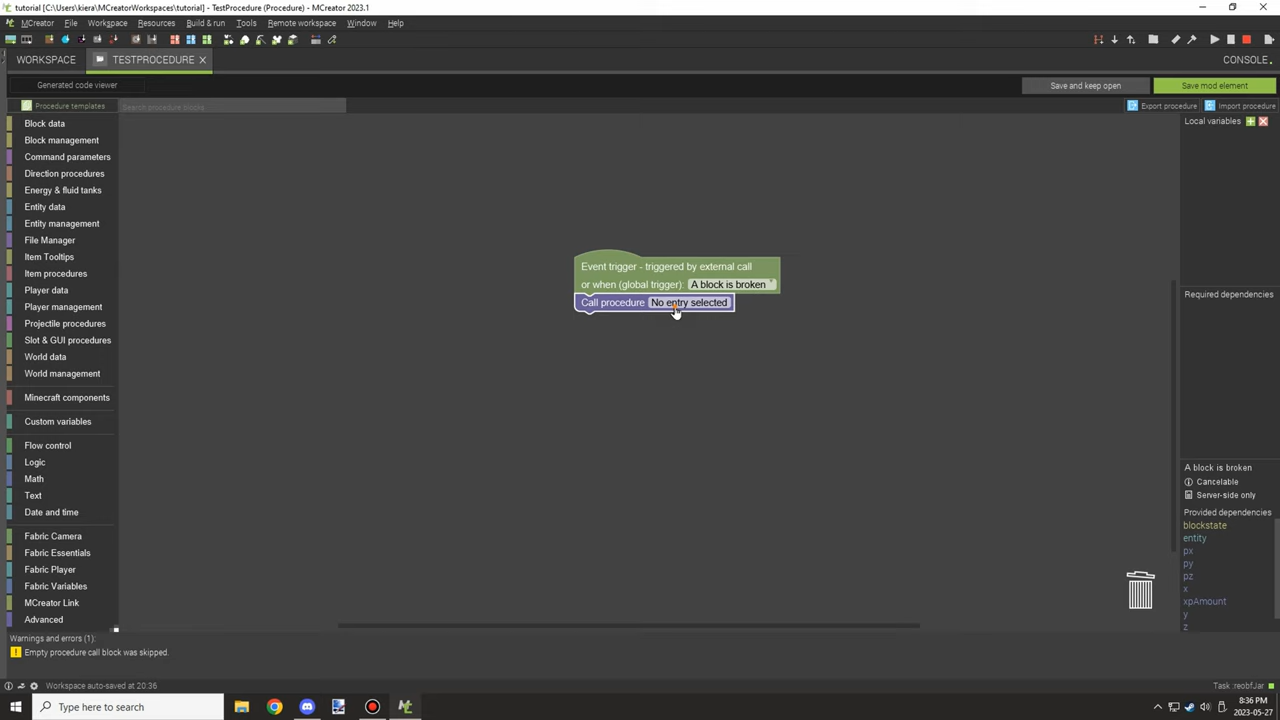 tutorial [C:\Users\kiera\MCreatorWorkspaces\tutorial] - TestProcedure (Procedure) - MCreator 2023.1
MCreator File Workspace Resources Build & run Tools Remote workspace Window Help
WORKSPACE TESTPROCEDURE CONSOLE
Generated code viewer Save and keep open Save mod element
Procedure templates Search procedure blocks Export procedure Import procedure
Block data
Local variables
Block management
Command parameters
Direction procedures
Energy & fluid tanks
Entity data
Entity management
File Manager
Item Tooltips
Item procedures
Player data
Player management
Projectile procedures
Slot & GUI procedures
World data
World management
Minecraft components
Custom variables
Flow control
Logic
Math
Text
Date and time
Fabric Camera
Fabric Essentials
Fabric Player
Fabric Variables
MCreator Link
Advanced
Event trigger - triggered by external call
or when (global trigger): A block is broken
Call procedure No entry selected
Required dependencies
A block is broken
Cancelable
Server-side only
Provided dependencies
blockstate
entity
px
py
pz
x
xpAmount
y
z
Warnings and errors (1):
Empty procedure call block was skipped.
Workspace auto-saved at 20:36 Task :reobfJar
Type here to search
8:36 PM
2023-05-27